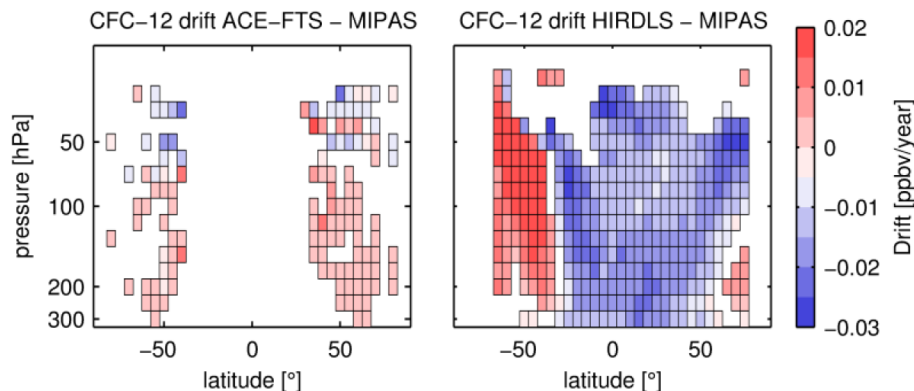 CFC−12 drift ACE−FTS − MIPAS
CFC−12 drift HIRDLS − MIPAS
pressure [hPa]
50
100
200
300
−50
0
50
latitude [°]
−50
0
50
latitude [°]
0.02
0.01
0
−0.01
−0.02
−0.03
Drift [ppbv/year]